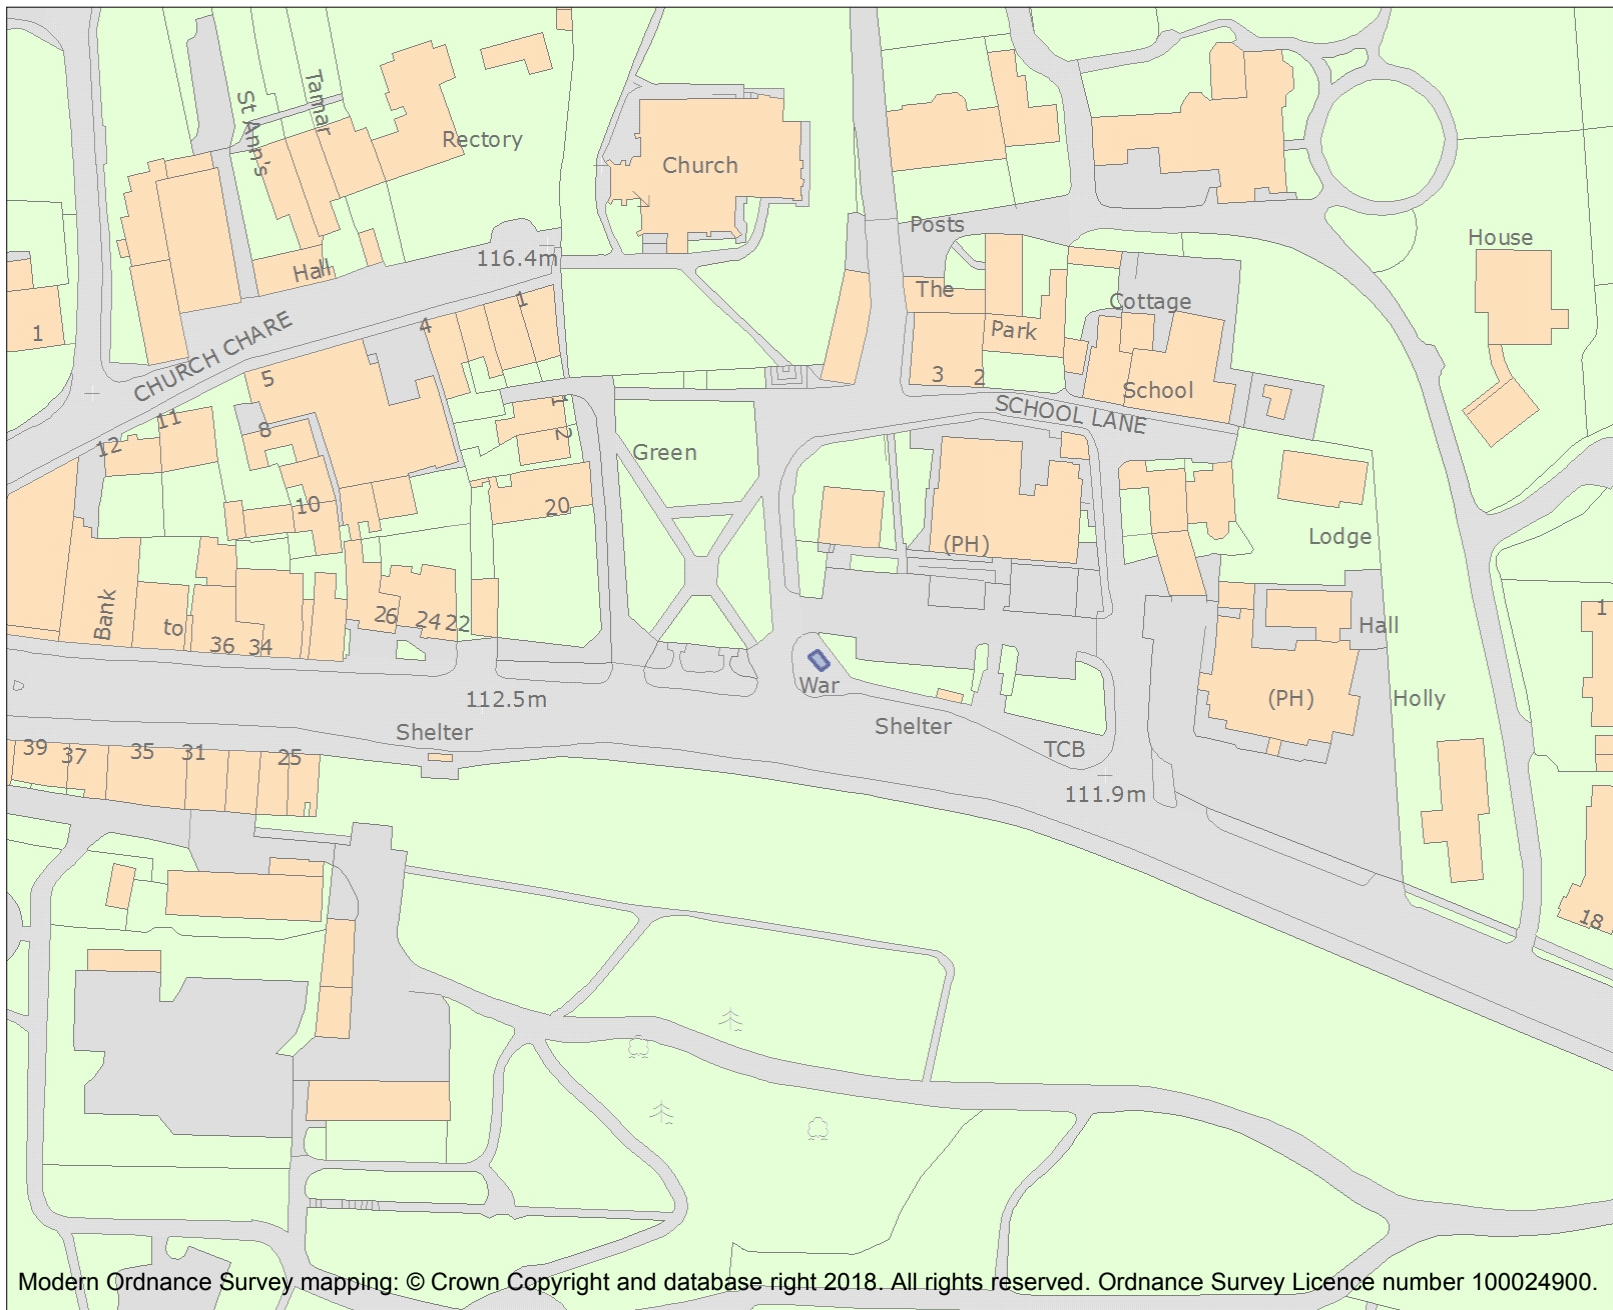 Tamar
St Ann's
Rectory
Church
Posts
House
116.4m
Hall
The
Cottage
1
1
4
CHURCH CHARE
Park
5
3
2
School
SCHOOL LANE
1
2
11
12
8
Green
20
10
(PH)
Lodge
Bank
to
36
34
26
24
22
1
Hall
War
112.5m
Shelter
Shelter
(PH)
Holly
TCB
39
37
35
31
25
111.9m
18
Modern Ordnance Survey mapping: © Crown Copyright and database right 2018. All rights reserved. Ordnance Survey Licence number 100024900.